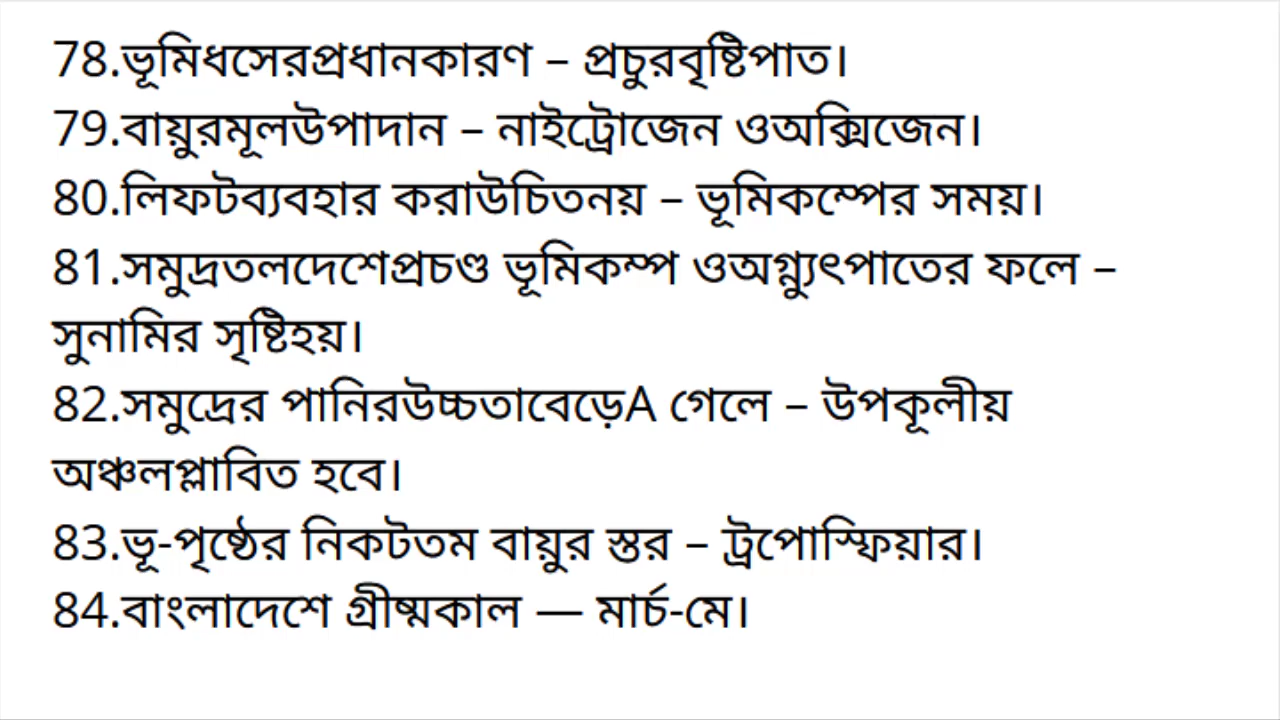 78.ভূমিধসেরপ্রধানকারণ – প্রচুরবৃষ্টিপাত।
79.বায়ুরমূলউপাদান – নাইট্রোজেন ওঅক্সিজেন।
80.লিফটব্যবহার করাউচিতনয় – ভূমিকম্পের সময়।
81.সমুদ্রতলদেশেপ্রচণ্ড ভূমিকম্প ওঅগ্ন্যুৎপাতের ফলে –
সুনামির সৃষ্টিহয়।
82.সমুদ্রের পানিরউচ্চতাবেড়েA গেলে – উপকূলীয়
অঞ্চলপ্লাবিত হবে।
83.ভূ-পৃষ্ঠের নিকটতম বায়ুর স্তর – ট্রপোস্ফিয়ার।
84.বাংলাদেশে গ্রীষ্মকাল — মার্চ-মে।